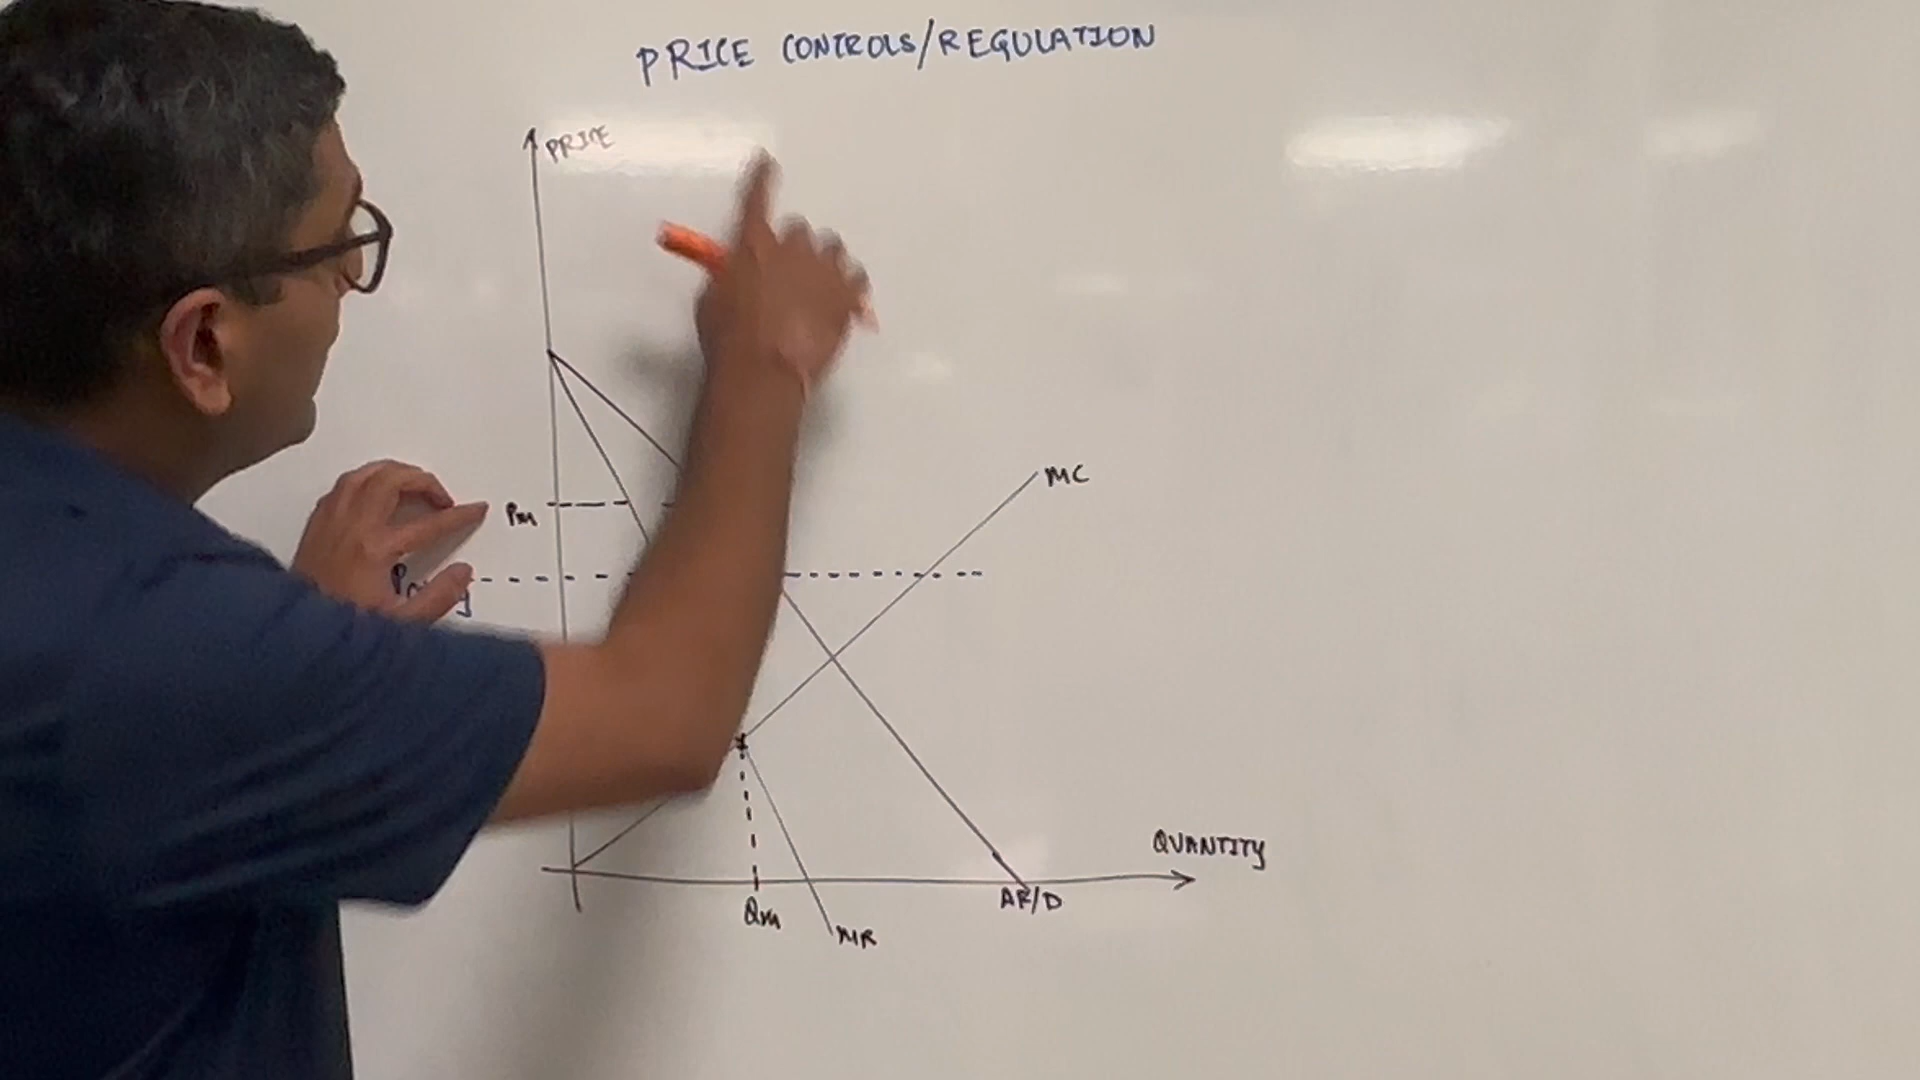 PRICE CONTROLS/REGULATION
PRICE
MC
Pm
QUANTITY
AR/D
Qm
MR